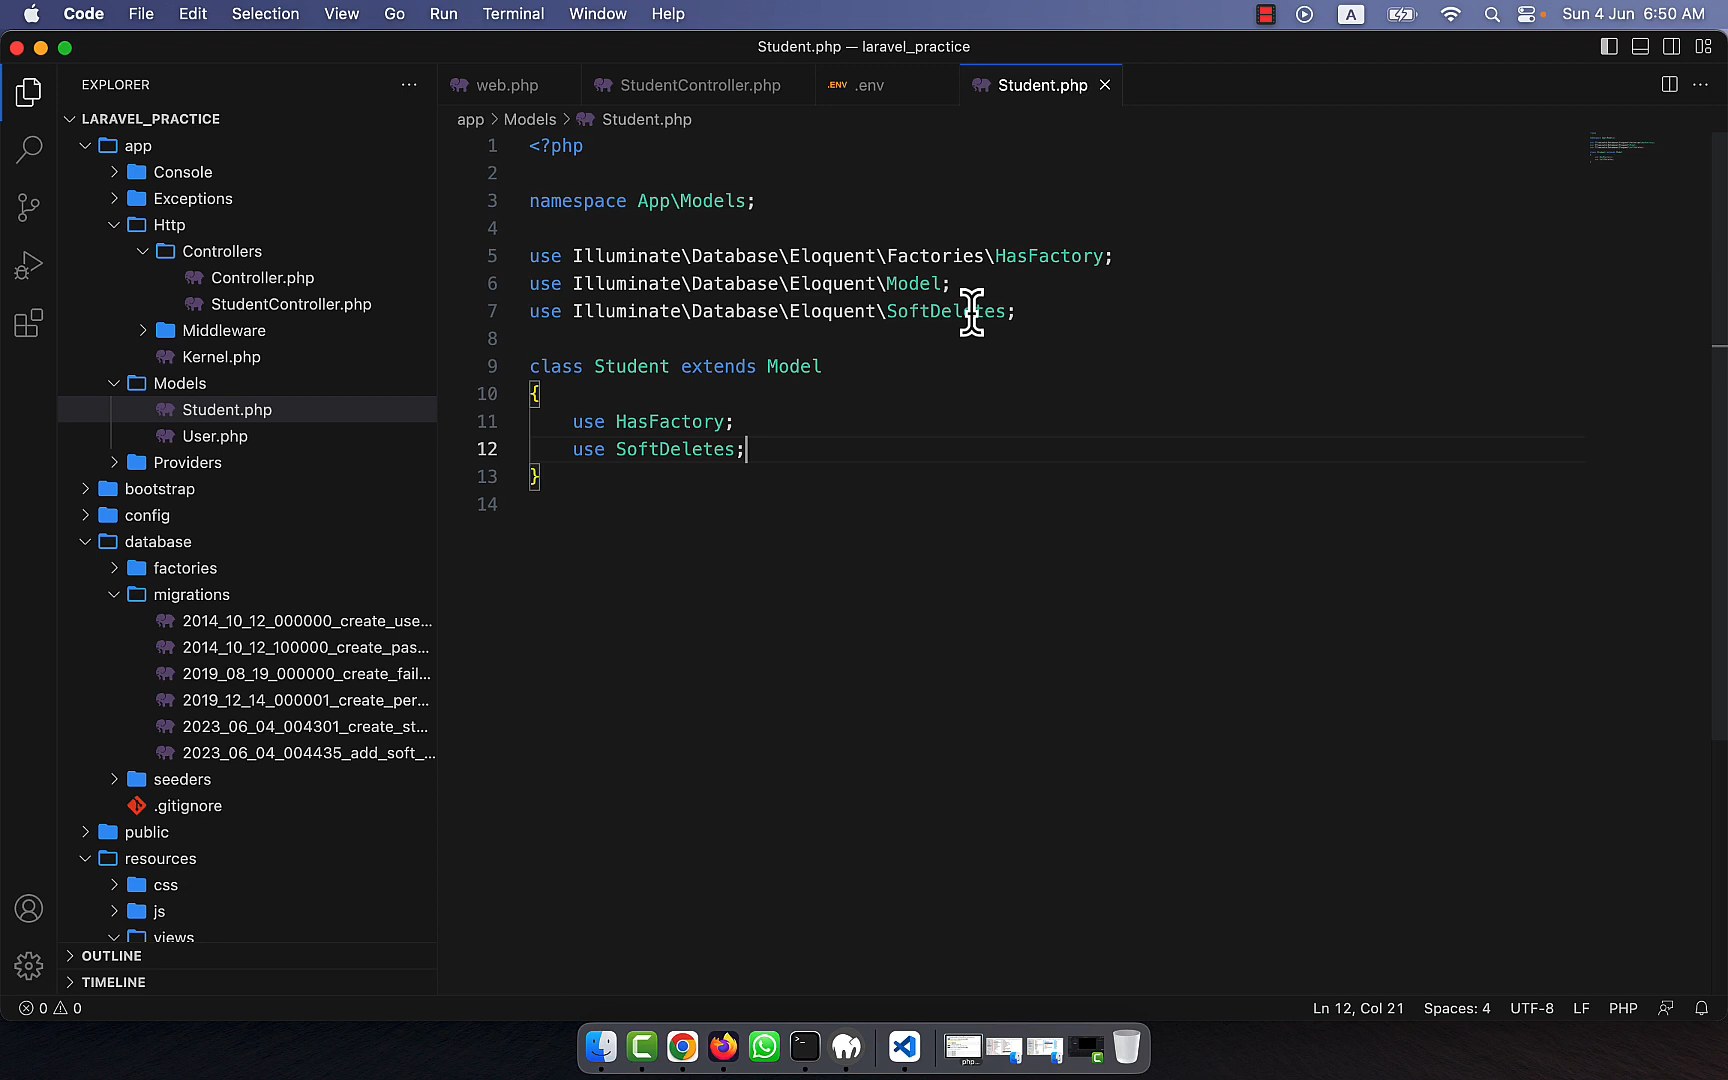 Code File Edit Selection View Go Run Terminal Window Help
A
Sun 4 Jun 6:50 AM
Student.php — laravel_practice
EXPLORER
LARAVEL_PRACTICE
app
Console
Exceptions
Http
Controllers
Controller.php
StudentController.php
Middleware
Kernel.php
Models
Student.php
User.php
Providers
bootstrap
config
database
factories
migrations
2014_10_12_000000_create_use...
2014_10_12_100000_create_pas...
2019_08_19_000000_create_fail...
2019_12_14_000001_create_per...
2023_06_04_004301_create_st...
2023_06_04_004435_add_soft_...
seeders
.gitignore
public
resources
css
js
views
OUTLINE
TIMELINE
web.php
StudentController.php
.ENV .env
Student.php
app > Models > Student.php
1 <?php
2
3 namespace App\Models;
4
5 use Illuminate\Database\Eloquent\Factories\HasFactory;
6 use Illuminate\Database\Eloquent\Model;
7 use Illuminate\Database\Eloquent\SoftDeletes;
8
9 class Student extends Model
10 {
11 use HasFactory;
12 use SoftDeletes;
13 }
14
0 0
Ln 12, Col 21 Spaces: 4 UTF-8 LF PHP
php